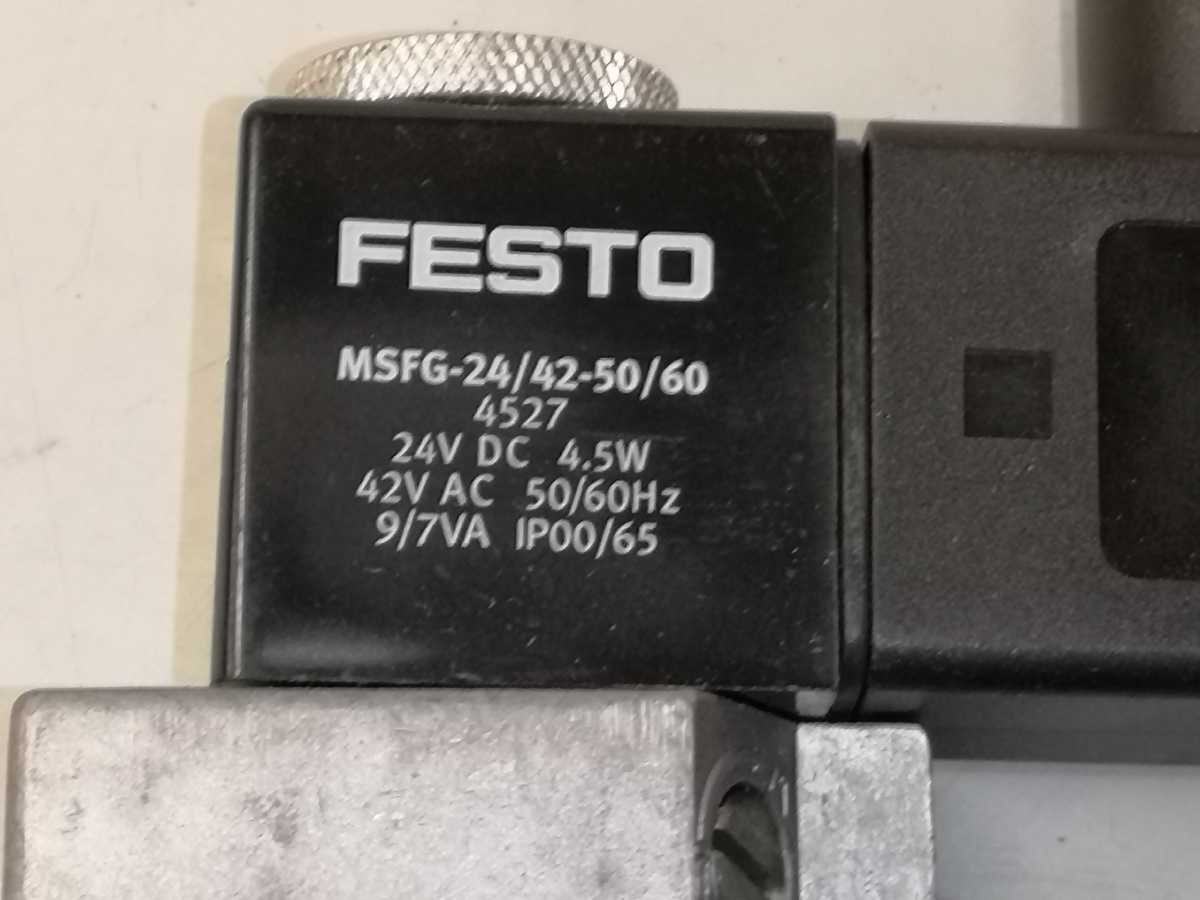 FESTO
MSFG-24/42-50/60
4527
24V DC 4.5W
42V AC 50/60Hz
9/7VA IP00/65